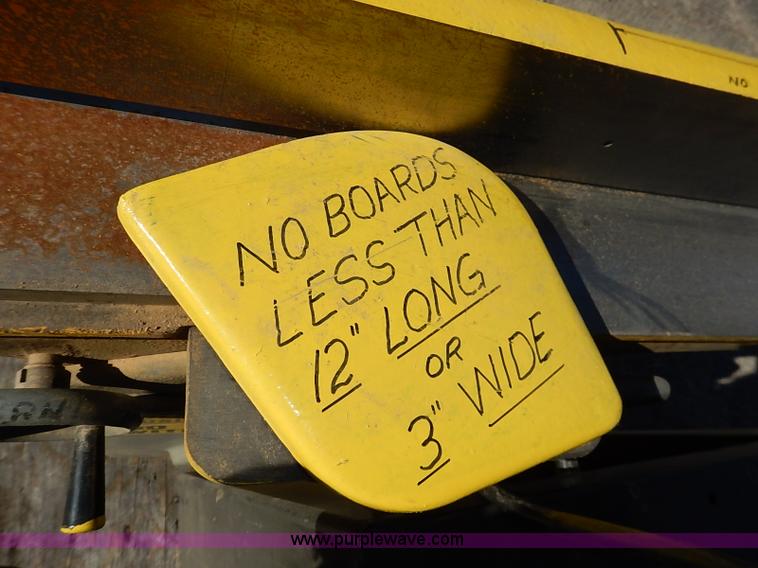 NO BOARDS
LESS THAN
12" LONG
OR
3" WIDE
NO
www.purplewave.com